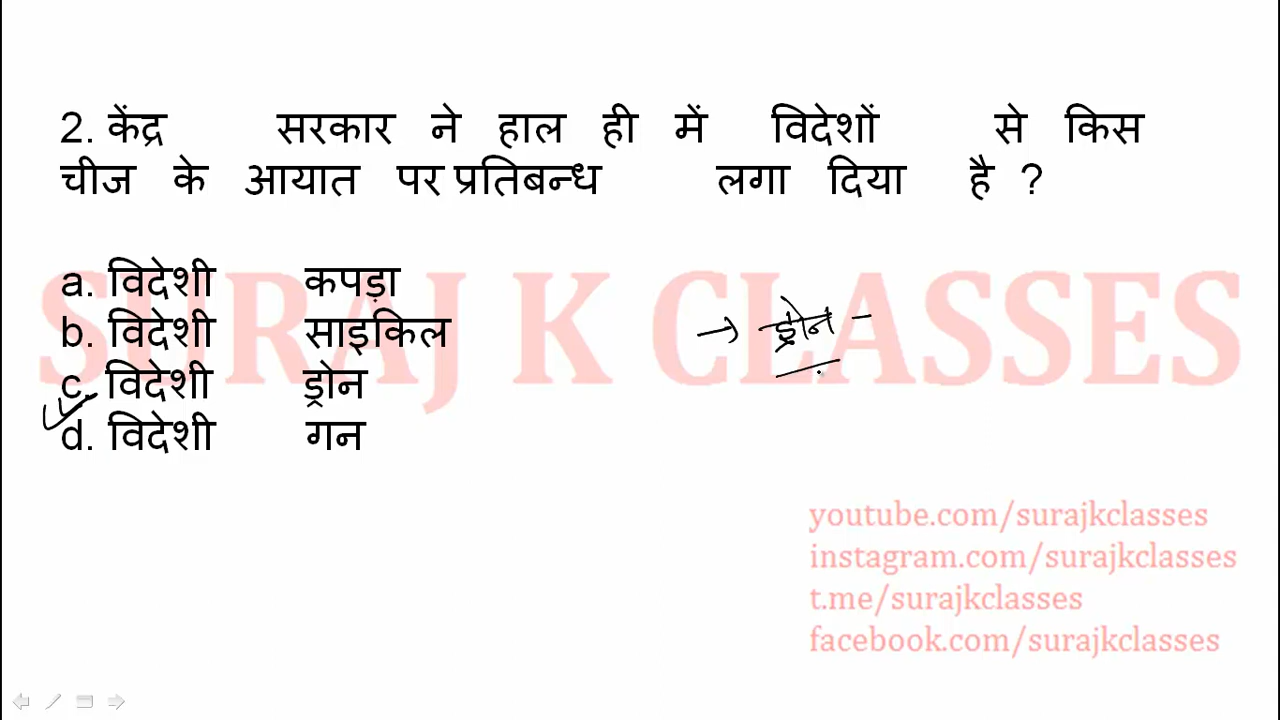 2. केंद्र सरकार ने हाल ही में विदेशों से किस
चीज के आयात पर प्रतिबन्ध लगा दिया है ?
a. विदेशी कपड़ा
b. विदेशी साइकिल
c. विदेशी ड्रोन
d. विदेशी गन
→ ड्रोन -
SURAJ K CLASSES
youtube.com/surajkclasses
instagram.com/surajkclasses
t.me/surajkclasses
facebook.com/surajkclasses